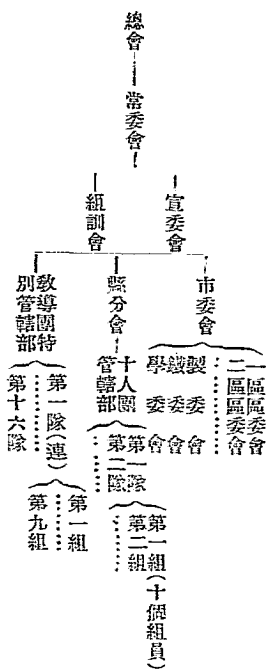 總會
常委會
宣委會
組訓會
市委會
一區區委會
二區區委會
⋯⋯⋯
製委會
鐵委會
學委會
縣分會
十人團管轄部
第一隊
第二隊
⋯⋯
第一組(十個組員)
第二組
⋯⋯
教導團特別管轄部
第一隊(連)
⋯⋯⋯
第十六隊
第一組
⋯⋯
第九組